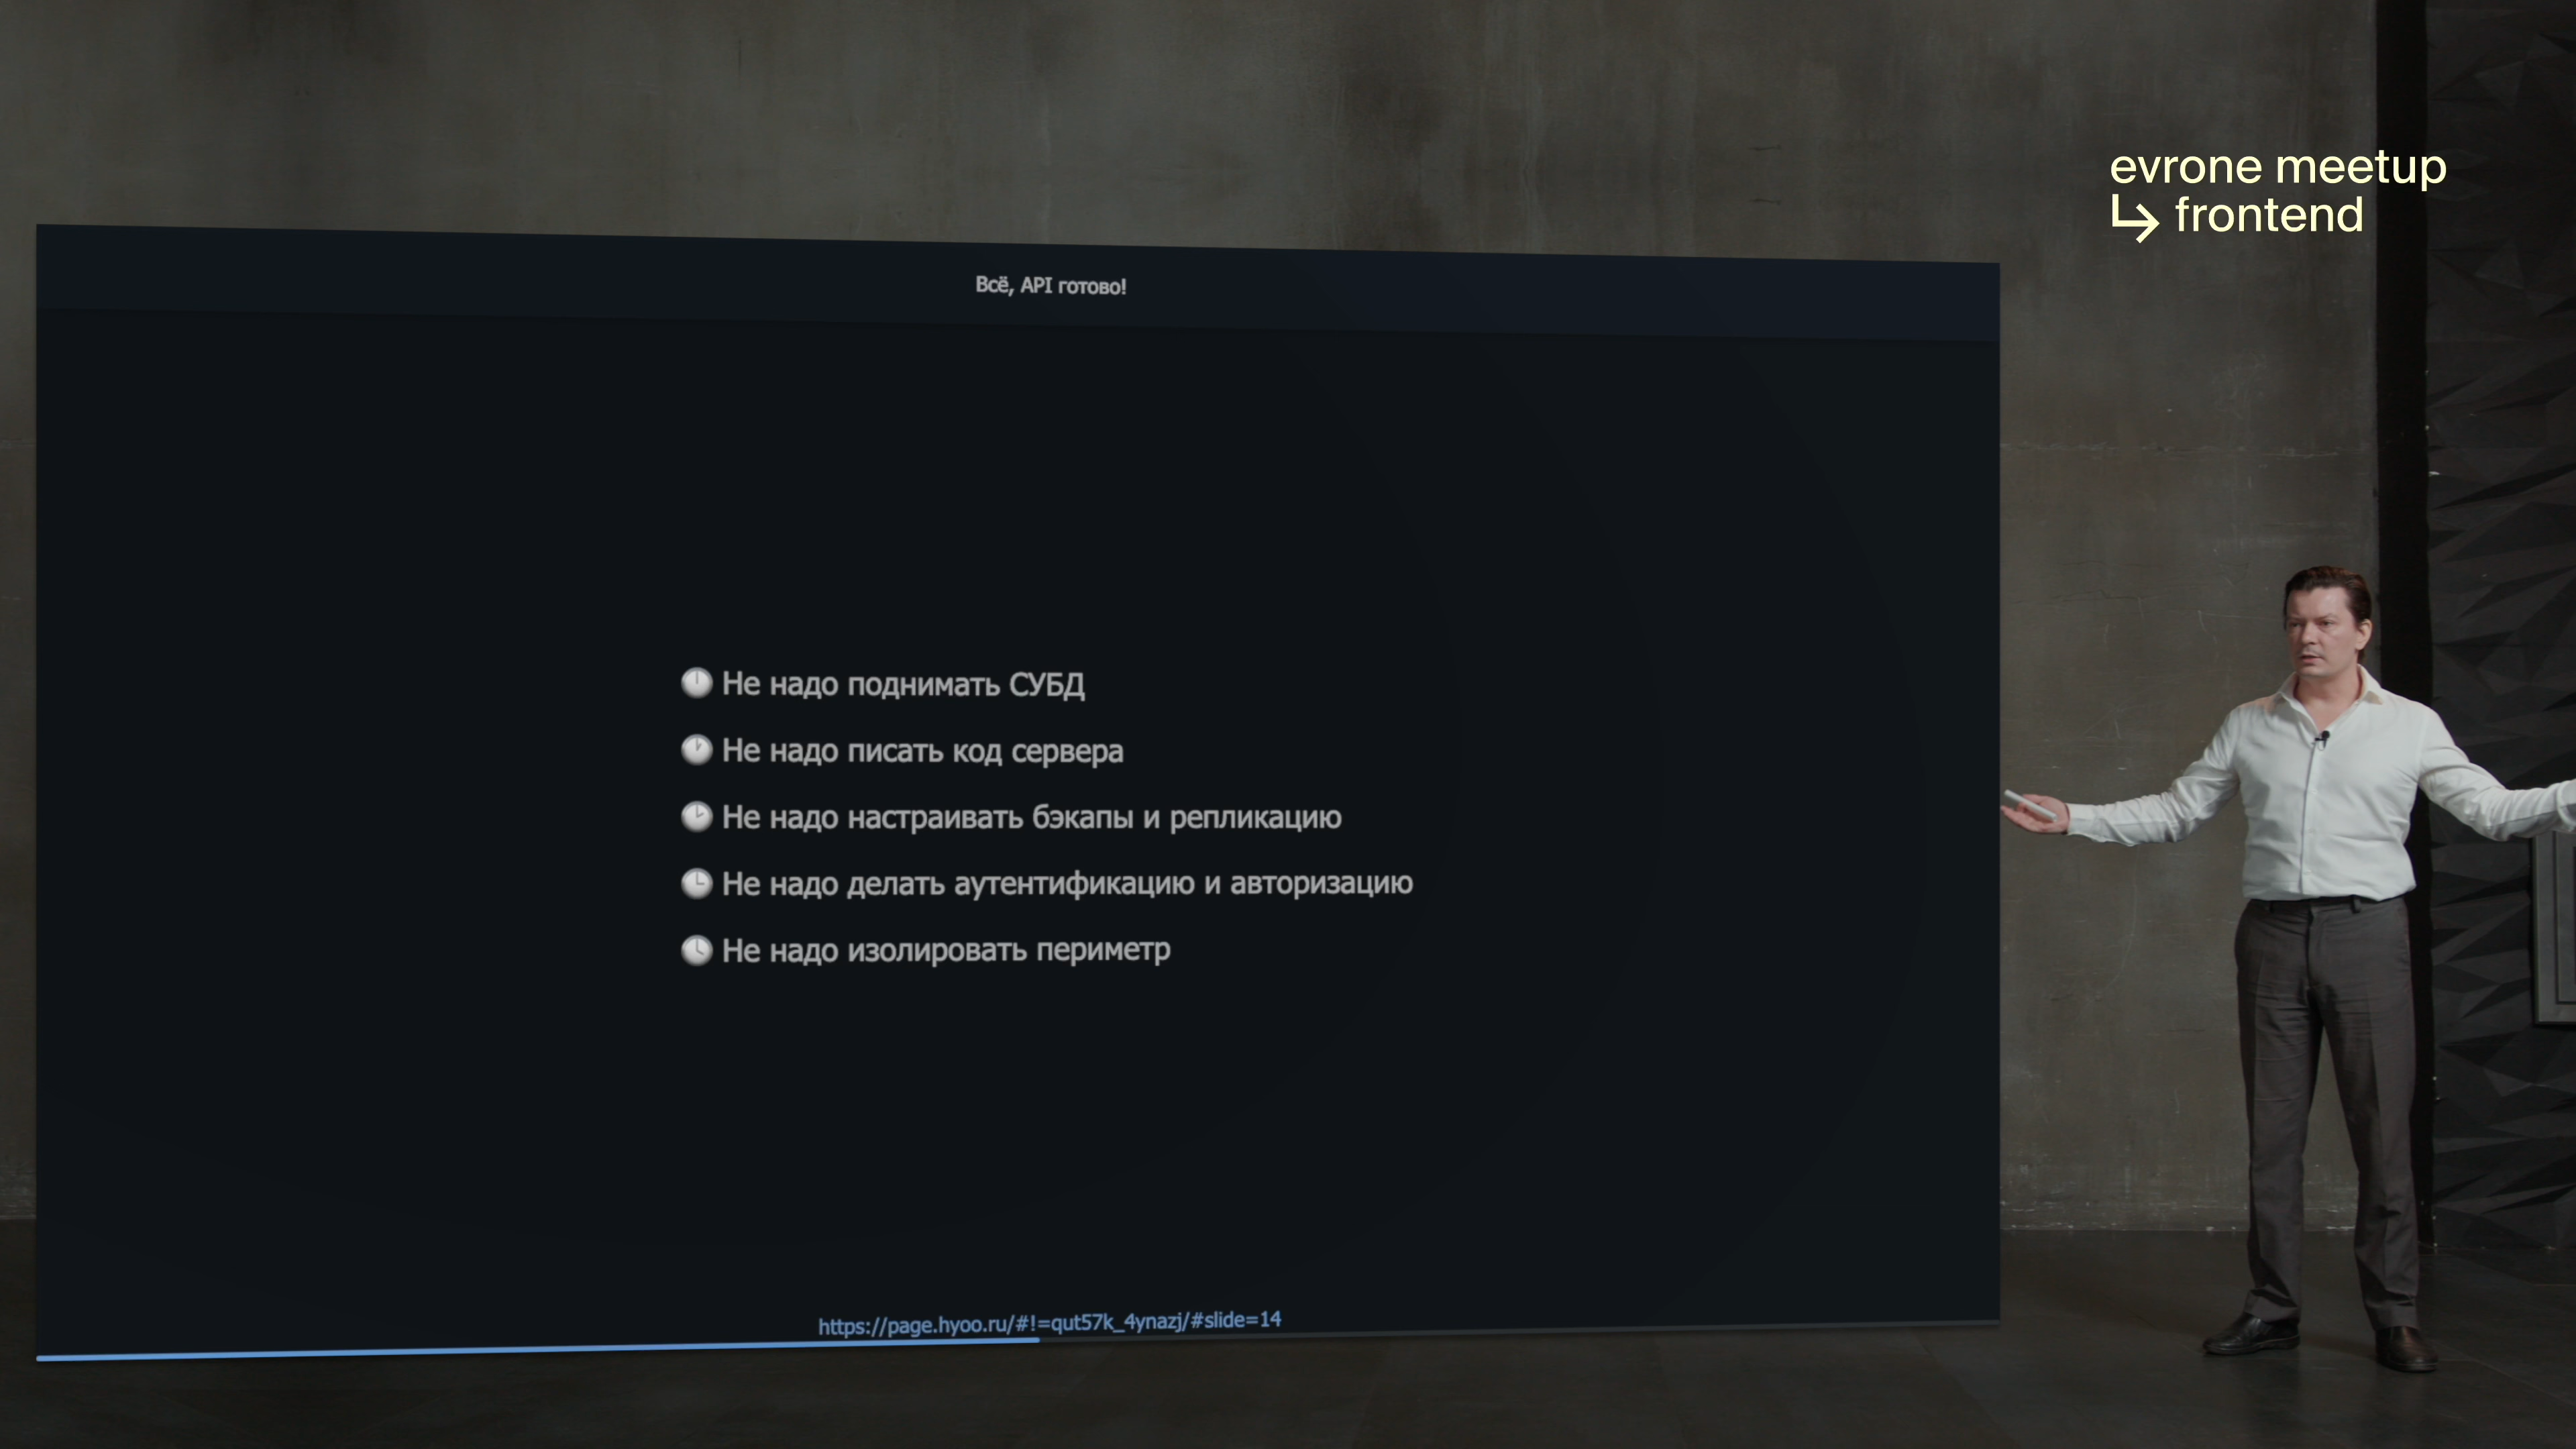 evrone meetup
↳ frontend
Всё, API готово!
Не надо поднимать СУБД
Не надо писать код сервера
Не надо настраивать бэкапы и репликацию
Не надо делать аутентификацию и авторизацию
Не надо изолировать периметр
https://page.hyoo.ru/#!=qut57k_4ynazj/#slide=14